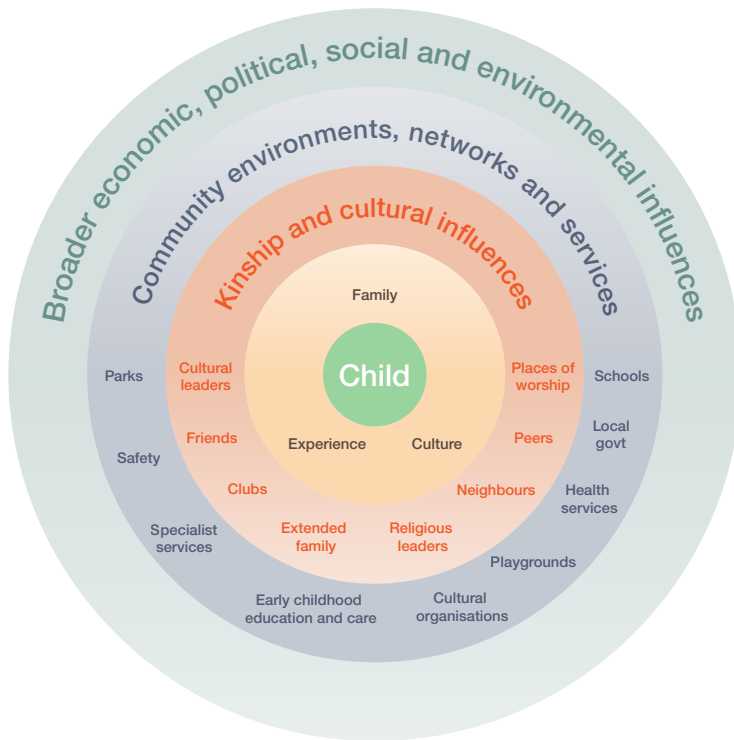 Broader economic, political, social and environmental influences
Community environments, networks and services
Kinship and cultural influences
Family
Child
Experience
Culture
Cultural
leaders
Places of
worship
Friends
Peers
Clubs
Neighbours
Extended
family
Religious
leaders
Parks
Schools
Local
govt
Safety
Health
services
Specialist
services
Playgrounds
Early childhood
education and care
Cultural
organisations